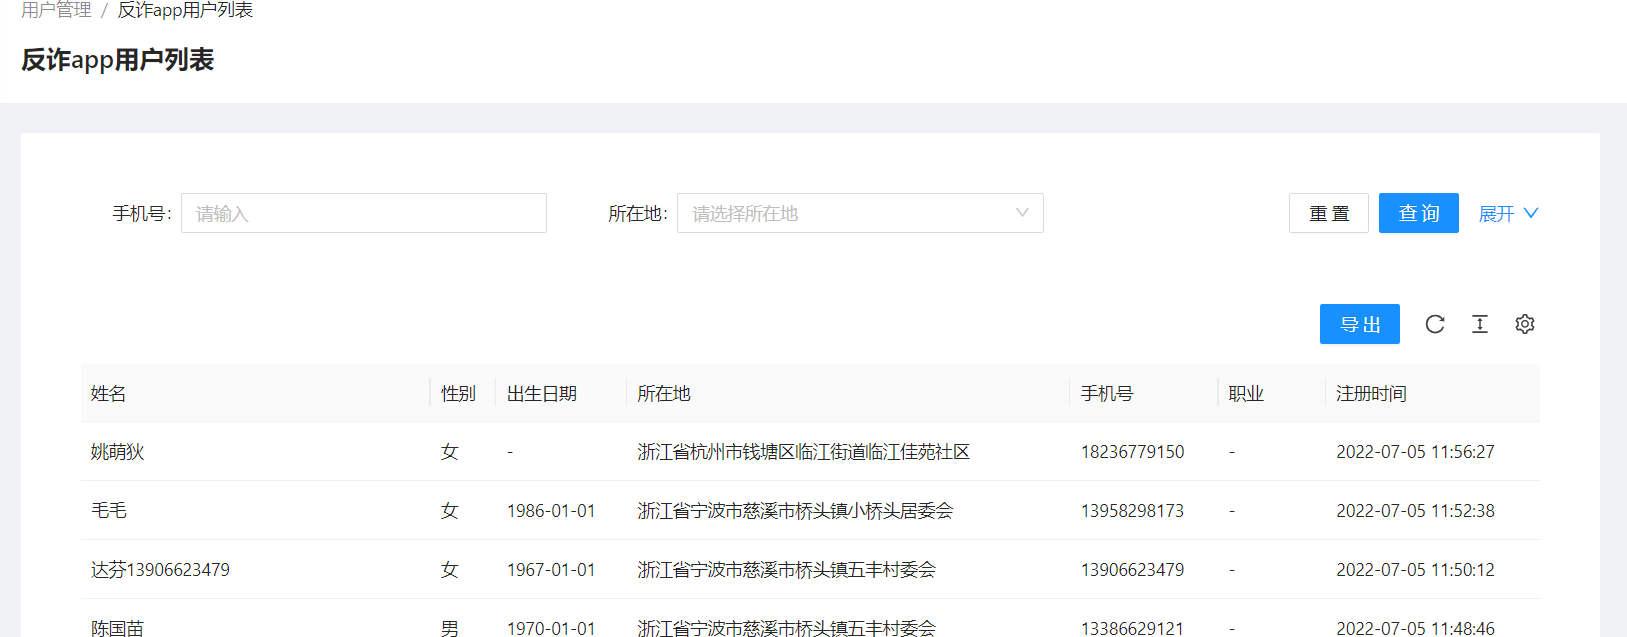 用户管理 / 反诈app用户列表
反诈app用户列表
手机号: 请输入 所在地: 请选择所在地 重 置 查 询 展开
导 出
姓名 性别 出生日期 所在地 手机号 职业 注册时间
姚萌狄 女 - 浙江省杭州市钱塘区临江街道临江佳苑社区 18236779150 - 2022-07-05 11:56:27
毛毛 女 1986-01-01 浙江省宁波市慈溪市桥头镇小桥头居委会 13958298173 - 2022-07-05 11:52:38
达芬13906623479 女 1967-01-01 浙江省宁波市慈溪市桥头镇五丰村委会 13906623479 - 2022-07-05 11:50:12
陈国苗 男 1970-01-01 浙江省宁波市慈溪市桥头镇五丰村委会 13386629121 - 2022-07-05 11:48:46